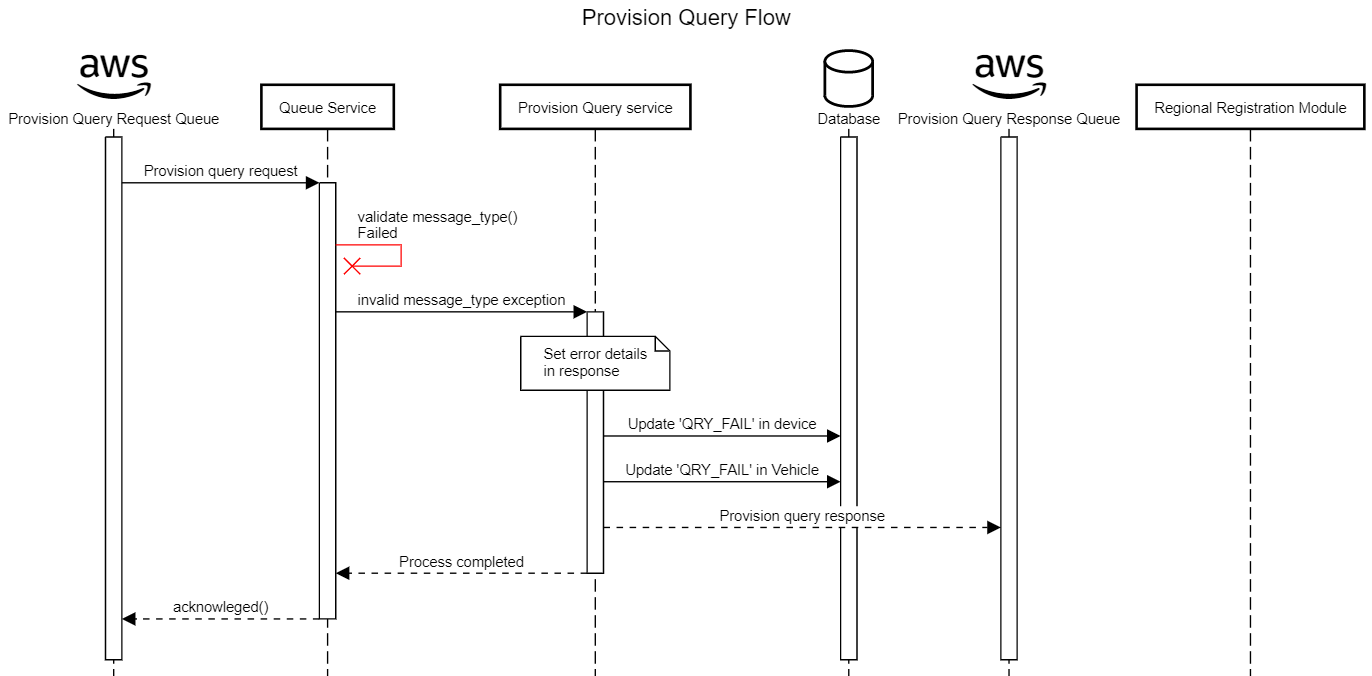 Provision Query Flow
aws
Provision Query Request Queue
Queue Service
Provision Query service
Database
aws
Provision Query Response Queue
Regional Registration Module
Provision query request
validate message_type()
Failed
invalid message_type exception
Set error details
in response
Update 'QRY_FAIL' in device
Update 'QRY_FAIL' in Vehicle
Provision query response
Process completed
acknowleged()